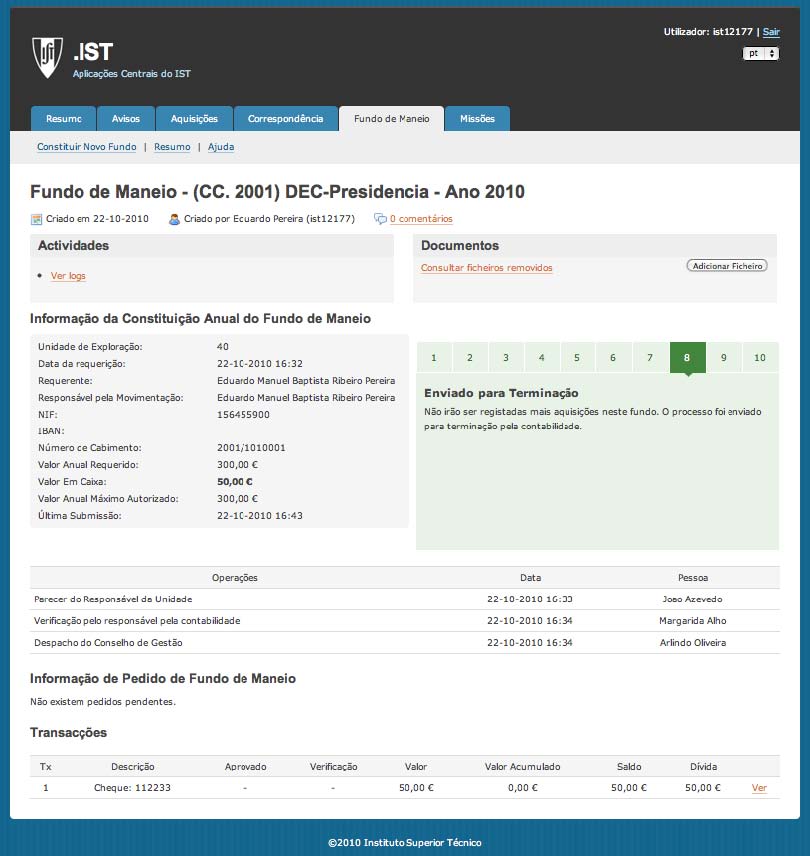 Utilizador: ist12177 | Sair
pt
.IST
Aplicações Centrais do IST
Resumo Avisos Aquisições Correspondência Fundo de Maneio Missões
Constituir Novo Fundo | Resumo | Ajuda
Fundo de Maneio - (CC. 2001) DEC-Presidencia - Ano 2010
Criado em 22-10-2010 Criado por Eduardo Pereira (ist12177) 0 comentários
Actividades
Ver logs
Documentos
Consultar ficheiros removidos Adicionar Ficheiro
Informação da Constituição Anual do Fundo de Maneio
Unidade de Exploração: 40
Data da requerição: 22-10-2010 16:32
Requerente: Eduardo Manuel Baptista Ribeiro Pereira
Responsável pela Movimentação: Eduardo Manuel Baptista Ribeiro Pereira
NIF: 156455900
IBAN:
Número de Cabimento: 2001/1010001
Valor Anual Requerido: 300,00 €
Valor Em Caixa: 50,00 €
Valor Anual Máximo Autorizado: 300,00 €
Última Submissão: 22-10-2010 16:43
1 2 3 4 5 6 7 8 9 10
Enviado para Terminação
Não irão ser registadas mais aquisições neste fundo. O processo foi enviado
para terminação pela contabilidade.
Operações Data Pessoa
Parecer do Responsável da Unidade 22-10-2010 16:33 Joao Azevedo
Verificação pelo responsável pela contabilidade 22-10-2010 16:34 Margarida Alho
Despacho do Conselho de Gestão 22-10-2010 16:34 Arlindo Oliveira
Informação de Pedido de Fundo de Maneio
Não existem pedidos pendentes.
Transacções
Tx Descrição Aprovado Verificação Valor Valor Acumulado Saldo Dívida
1 Cheque: 112233 - - 50,00 € 0,00 € 50,00 € 50,00 € Ver
©2010 Instituto Superior Técnico